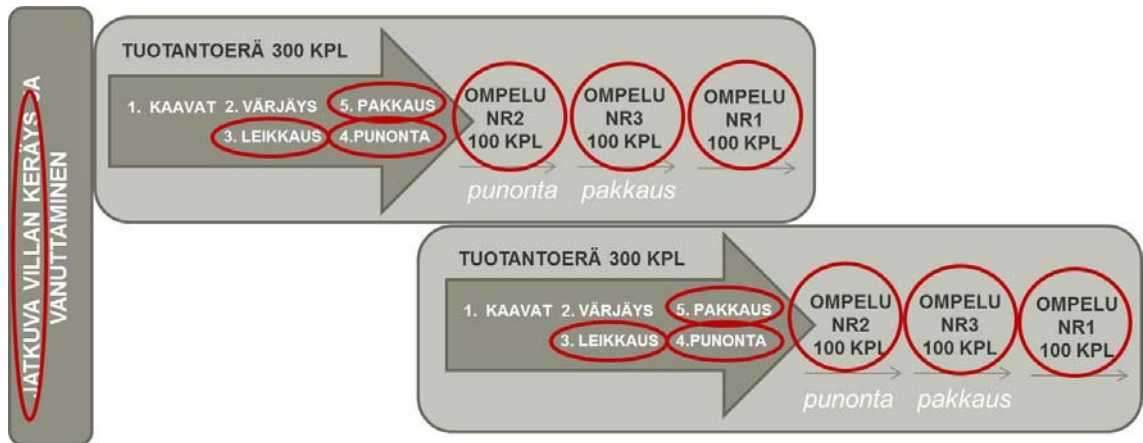 JATKUVA VILLAN KERÄYS JA
VANUTTAMINEN
TUOTANTOERÄ 300 KPL
1. KAAVAT 2. VÄRJÄYS 5. PAKKAUS
3. LEIKKAUS 4.PUNONTA
OMPELU
NR2
100 KPL
OMPELU
NR3
100 KPL
OMPELU
NR1
100 KPL
punonta
pakkaus
TUOTANTOERÄ 300 KPL
1. KAAVAT 2. VÄRJÄYS 5. PAKKAUS
3. LEIKKAUS 4.PUNONTA
OMPELU
NR2
100 KPL
OMPELU
NR3
100 KPL
OMPELU
NR1
100 KPL
punonta
pakkaus